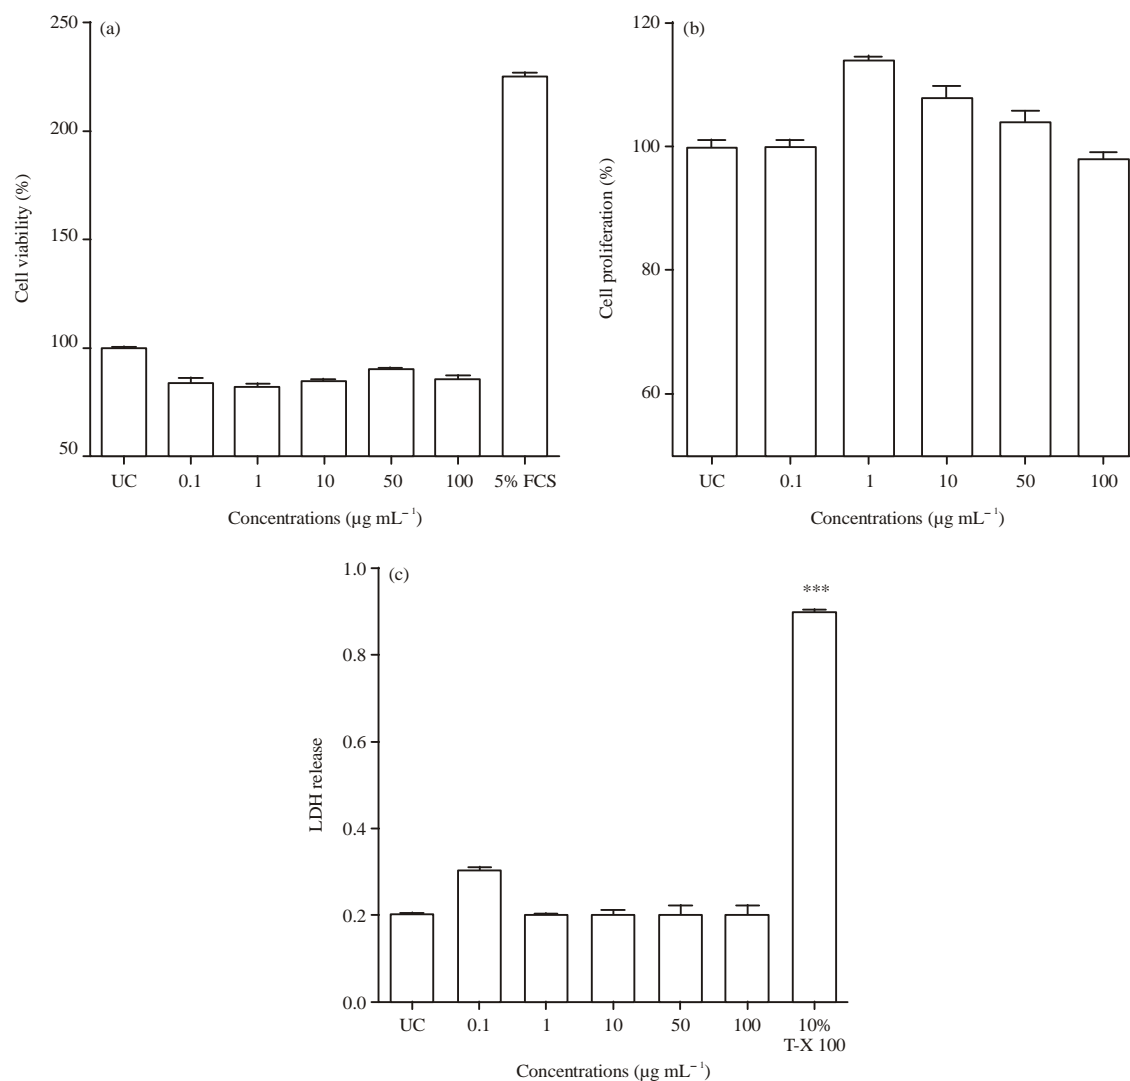 (a)
250
200
150
100
50
Cell viability (%)
UC 0.1 1 10 50 100 5% FCS
Concentrations (µg mL⁻¹)
(b)
120
100
80
60
Cell proliferation (%)
UC 0.1 1 10 50 100
Concentrations (µg mL⁻¹)
(c)
1.0
0.8
0.6
0.4
0.2
0.0
LDH release
***
UC 0.1 1 10 50 100 10%
T-X 100
Concentrations (µg mL⁻¹)